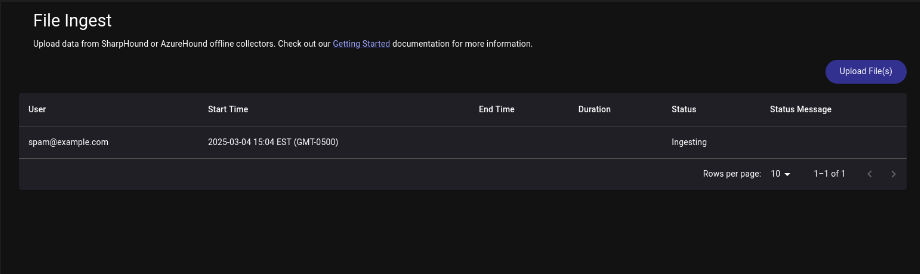 File Ingest
Upload data from SharpHound or AzureHound offline collectors. Check out our Getting Started documentation for more information.
Upload File(s)
User Start Time End Time Duration Status Status Message
spam@example.com 2025-03-04 15:04 EST (GMT-0500) Ingesting
Rows per page: 10 1–1 of 1